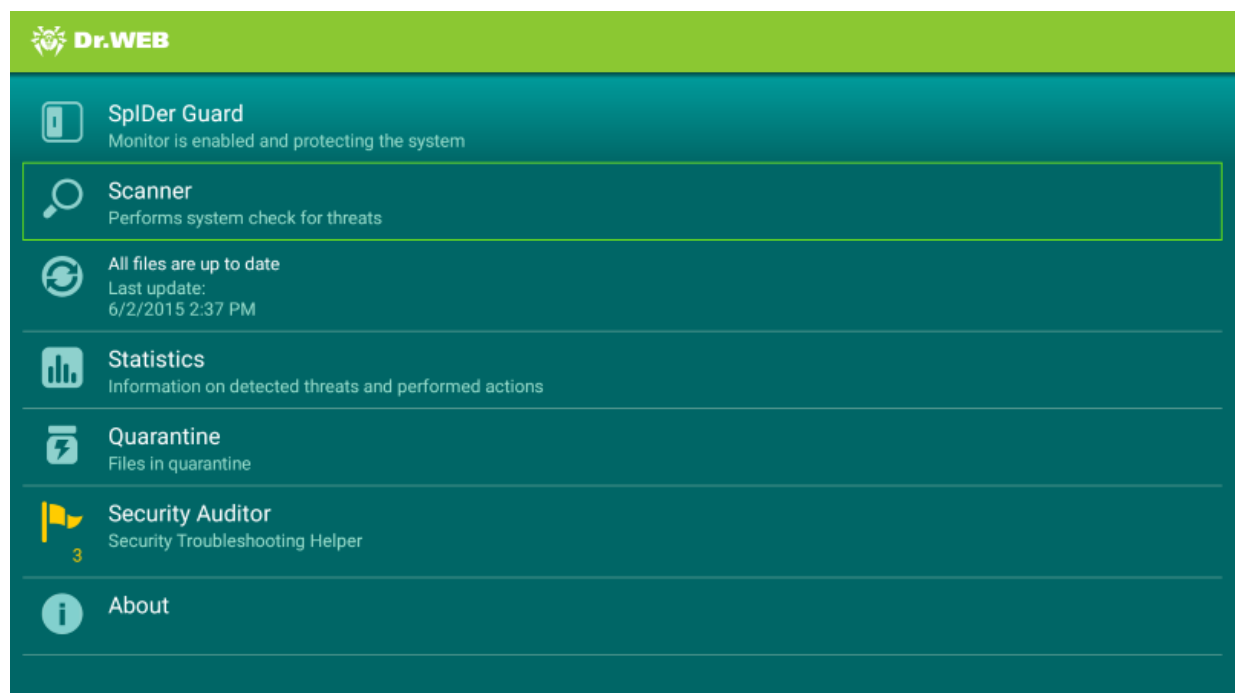 Dr.WEB
SpIDer Guard
Monitor is enabled and protecting the system
Scanner
Performs system check for threats
All files are up to date
Last update:
6/2/2015 2:37 PM
Statistics
Information on detected threats and performed actions
Quarantine
Files in quarantine
Security Auditor
Security Troubleshooting Helper
3
About